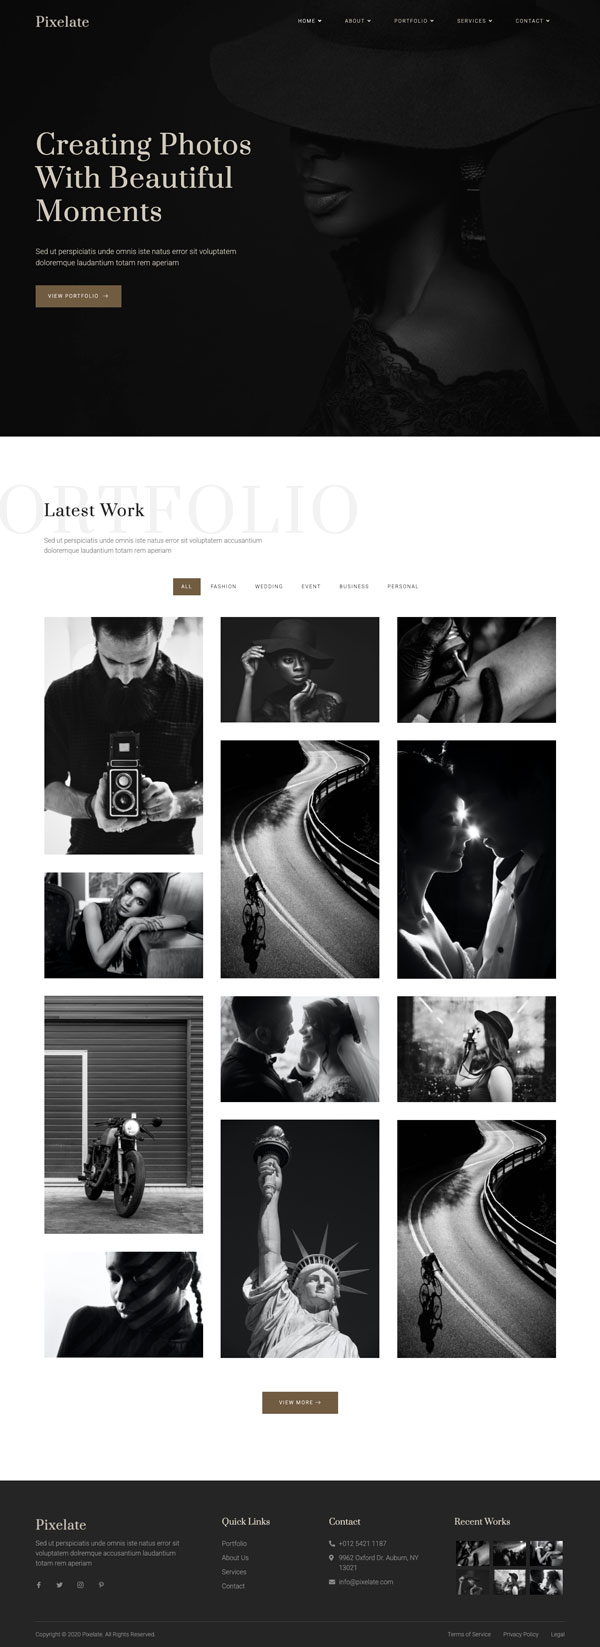 Pixelate
HOME ABOUT PORTFOLIO SERVICES CONTACT
Creating Photos
With Beautiful
Moments
Sed ut perspiciatis unde omnis iste natus error sit voluptatem
doloremque laudantium totam rem aperiam
VIEW PORTFOLIO →
ORTFOLIO
Latest Work
Sed ut perspiciatis unde omnis iste natus error sit voluptatem accusantium
doloremque laudantium totam rem aperiam
ALL FASHION WEDDING EVENT BUSINESS PERSONAL
VIEW MORE →
Pixelate
Sed ut perspiciatis unde omnis iste natus error sit
voluptatem dolremque accusantium laudantium
totam rem aperiam
Quick Links
Portfolio
About Us
Services
Contact
Contact
+012 5421 1187
9962 Oxford Dr. Auburn, NY
13021
info@pixelate.com
Recent Works
Copyright © 2020 Pixelate. All Rights Reserved.
Terms of Service Privacy Policy Legal